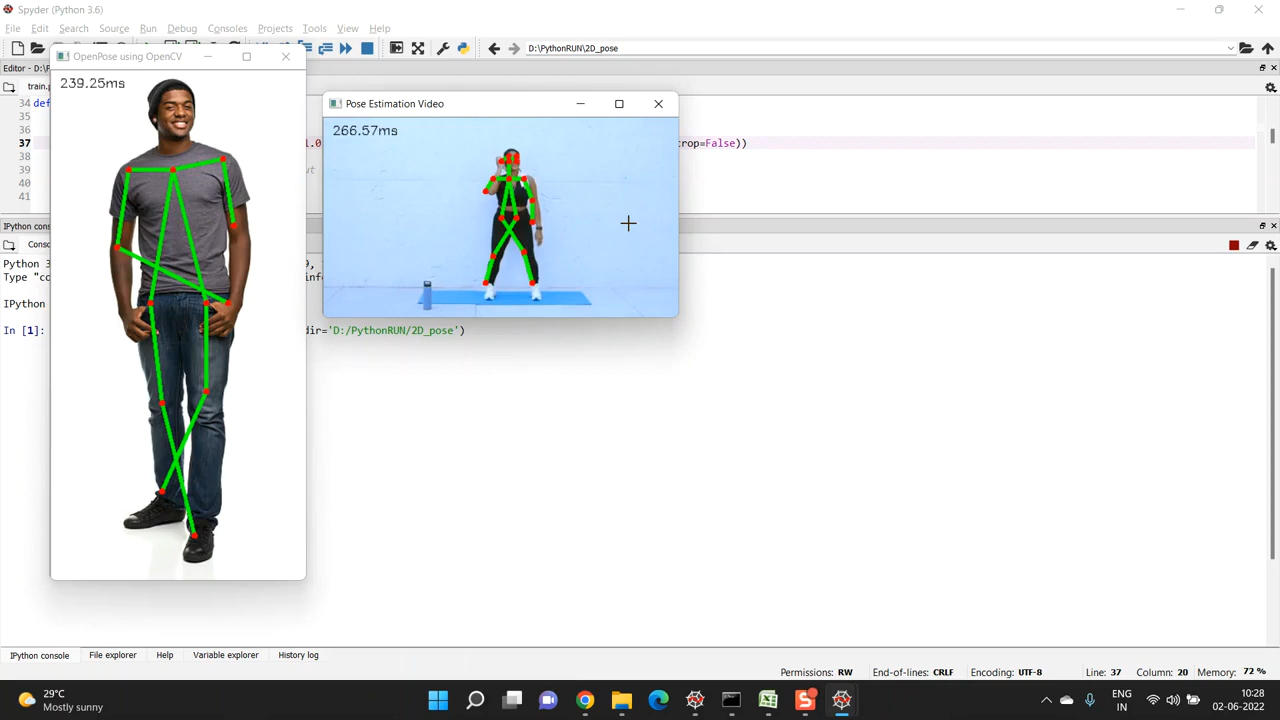 Spyder (Python 3.6)
File Edit Search Source Run Debug Consoles Projects Tools View Help
D:\PythonRUN\2D_pose
Editor - D:\P
train.p
34 def
35
36
37 1.0 crop=False))
38
39 ut
40
41
OpenPose using OpenCV
239.25ms
Pose Estimation Video
266.57ms
IPython cons
Conso
Python 3
Type "co
IPython
In [1]: dir='D:/PythonRUN/2D_pose')
IPython console File explorer Help Variable explorer History log
Permissions: RW End-of-lines: CRLF Encoding: UTF-8 Line: 37 Column: 20 Memory: 72 %
29°C
Mostly sunny
ENG
IN
10:28
02-06-2022